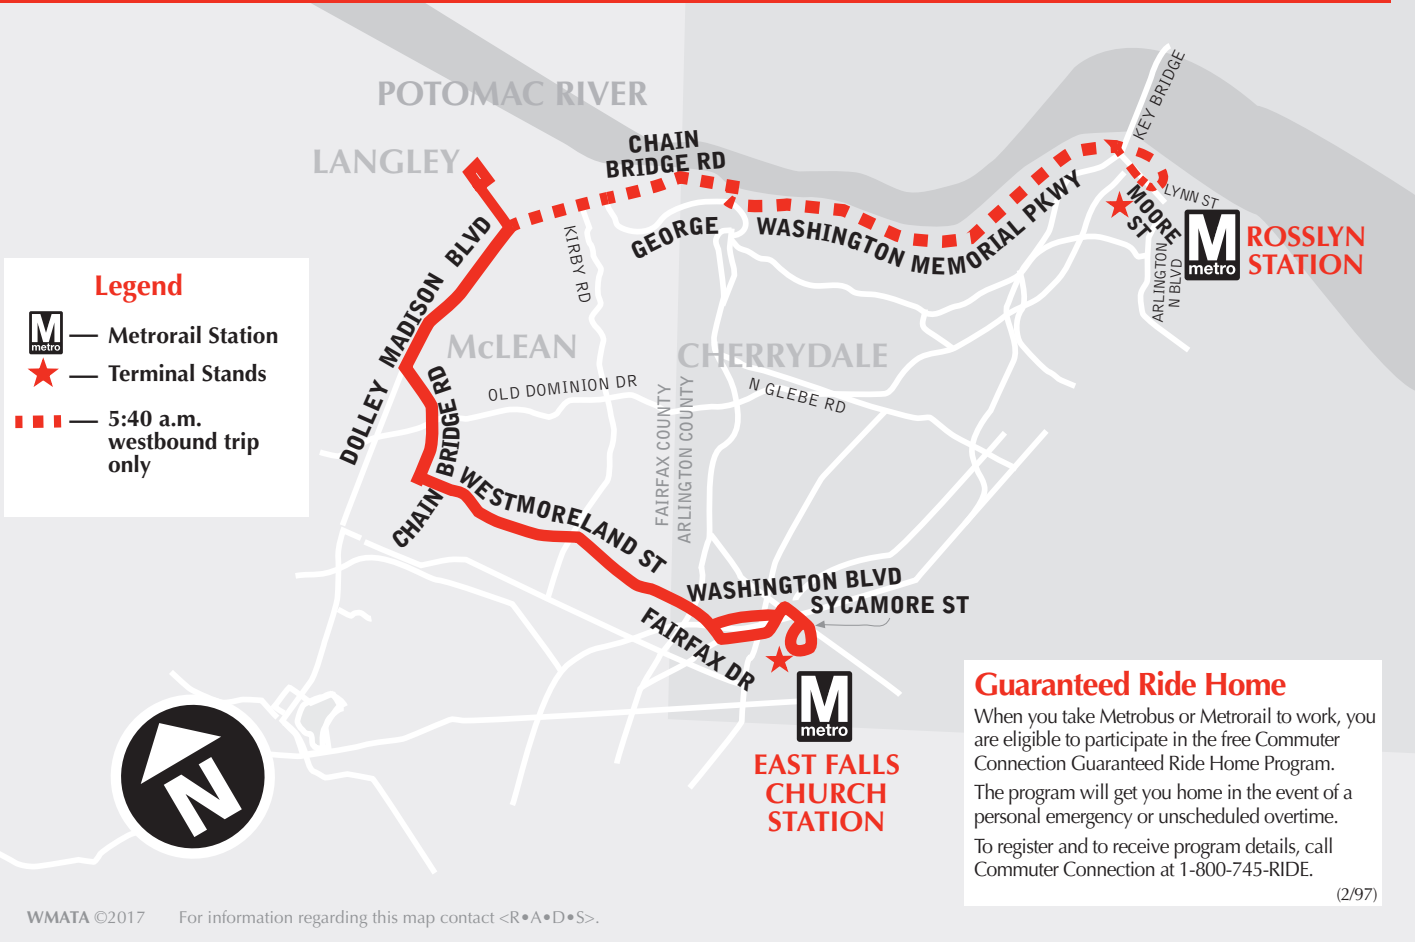 POTOMAC RIVER
LANGLEY
CHAIN
BRIDGE RD
KEY BRIDGE
LYNN ST
MOORE
ST
M
metro
ROSSLYN
STATION
ARLINGTON
N BLVD
GEORGE WASHINGTON MEMORIAL PKWY
KIRBY RD
DOLLEY MADISON BLVD
Legend
M
metro
— Metrorail Station
— Terminal Stands
— 5:40 a.m.
westbound trip
only
McLEAN
CHERRYDALE
OLD DOMINION DR
N GLEBE RD
FAIRFAX COUNTY
ARLINGTON COUNTY
CHAIN BRIDGE RD
WESTMORELAND ST
WASHINGTON BLVD
SYCAMORE ST
FAIRFAX DR
M
metro
EAST FALLS
CHURCH
STATION
N
Guaranteed Ride Home
When you take Metrobus or Metrorail to work, you
are eligible to participate in the free Commuter
Connection Guaranteed Ride Home Program.
The program will get you home in the event of a
personal emergency or unscheduled overtime.
To register and to receive program details, call
Commuter Connection at 1-800-745-RIDE.
(2/97)
WMATA ©2017 For information regarding this map contact <R•A•D•S>.